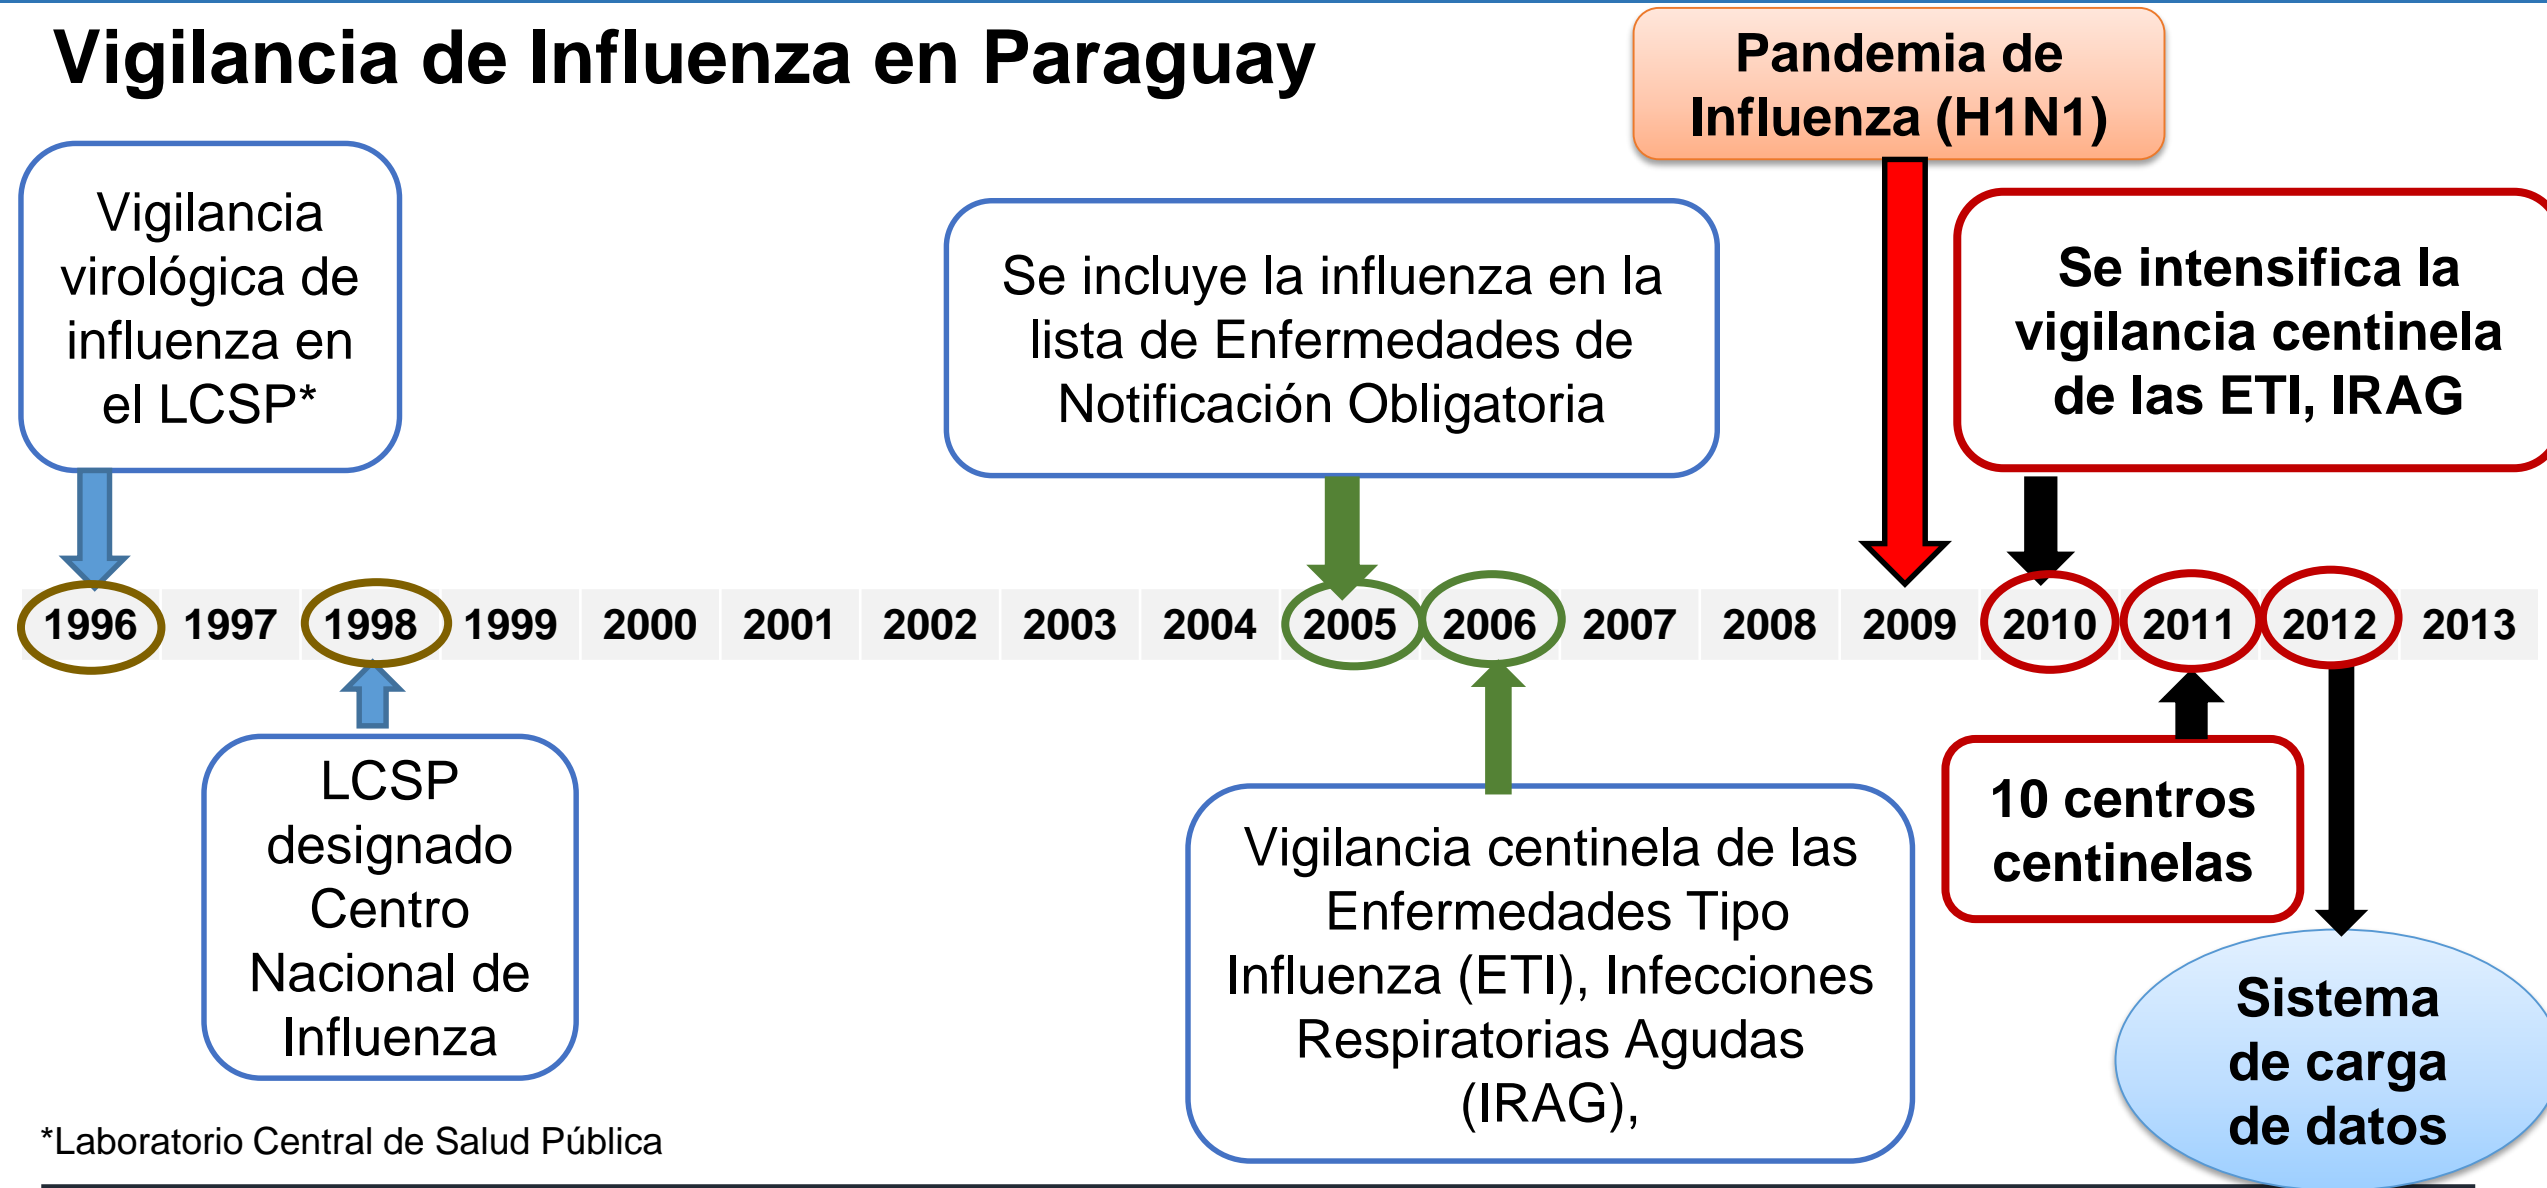 Vigilancia de Influenza en Paraguay
Pandemia de
Influenza (H1N1)
Vigilancia
virológica de
influenza en
el LCSP*
Se incluye la influenza en la
lista de Enfermedades de
Notificación Obligatoria
Se intensifica la
vigilancia centinela
de las ETI, IRAG
1996 1997 1998 1999 2000 2001 2002 2003 2004 2005 2006 2007 2008 2009 2010 2011 2012 2013
LCSP
designado
Centro
Nacional de
Influenza
Vigilancia centinela de las
Enfermedades Tipo
Influenza (ETI), Infecciones
Respiratorias Agudas
(IRAG),
10 centros
centinelas
Sistema
de carga
de datos
*Laboratorio Central de Salud Pública